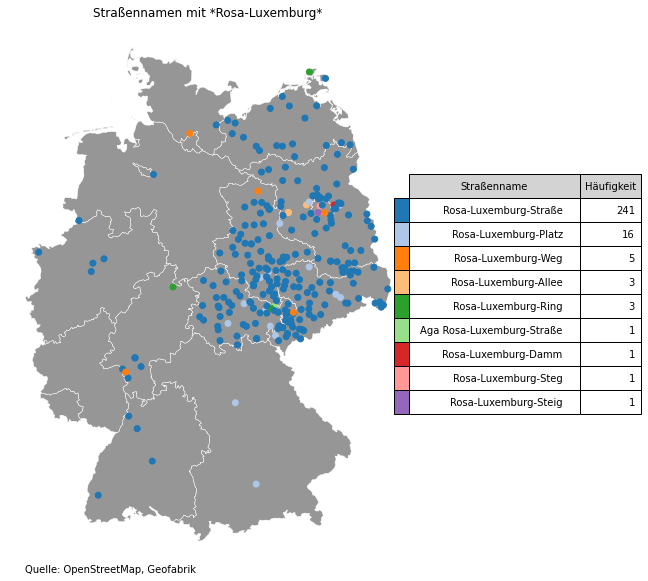 Straßennamen mit *Rosa-Luxemburg*
Straßenname Häufigkeit
Rosa-Luxemburg-Straße 241
Rosa-Luxemburg-Platz 16
Rosa-Luxemburg-Weg 5
Rosa-Luxemburg-Allee 3
Rosa-Luxemburg-Ring 3
Aga Rosa-Luxemburg-Straße 1
Rosa-Luxemburg-Damm 1
Rosa-Luxemburg-Steg 1
Rosa-Luxemburg-Steig 1
Quelle: OpenStreetMap, Geofabrik